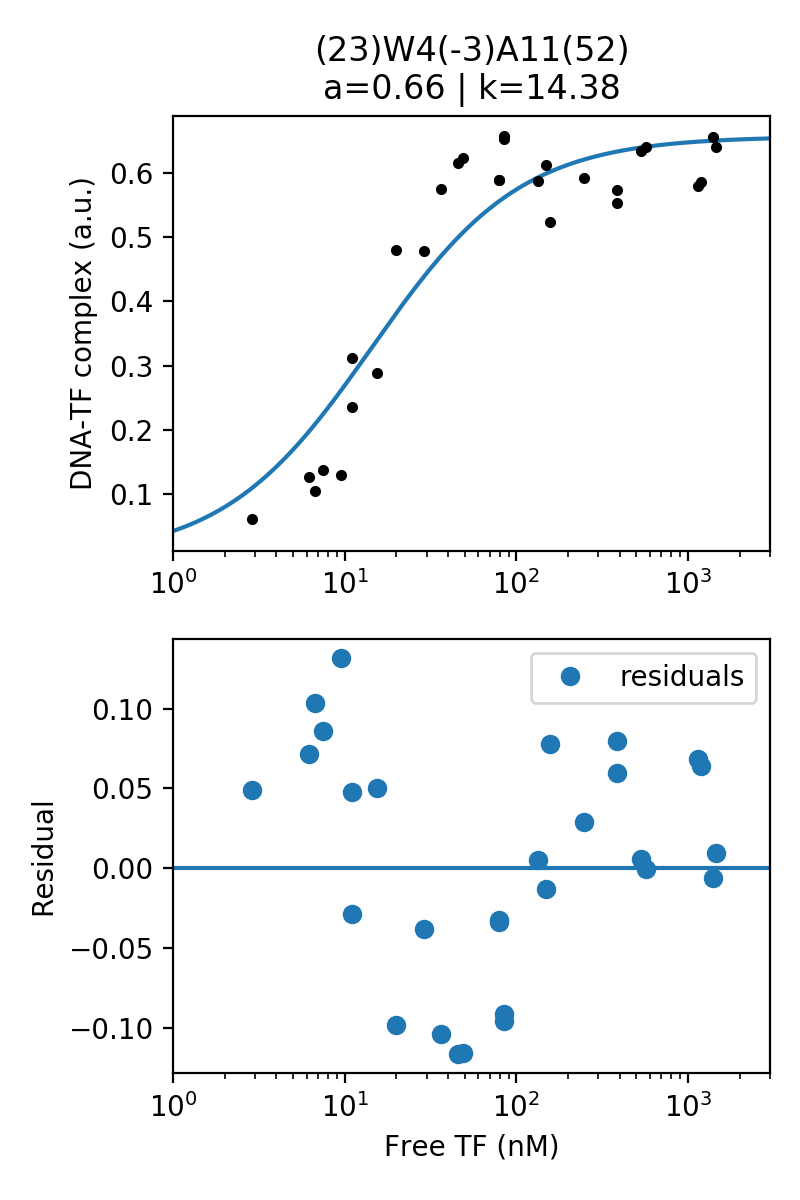 (23)W4(-3)A11(52)
a=0.66 | k=14.38
DNA-TF complex (a.u.)
0.6
0.5
0.4
0.3
0.2
0.1
10⁰ 10¹ 10² 10³
residuals
Residual
0.10
0.05
0.00
−0.05
−0.10
10⁰ 10¹ 10² 10³
Free TF (nM)